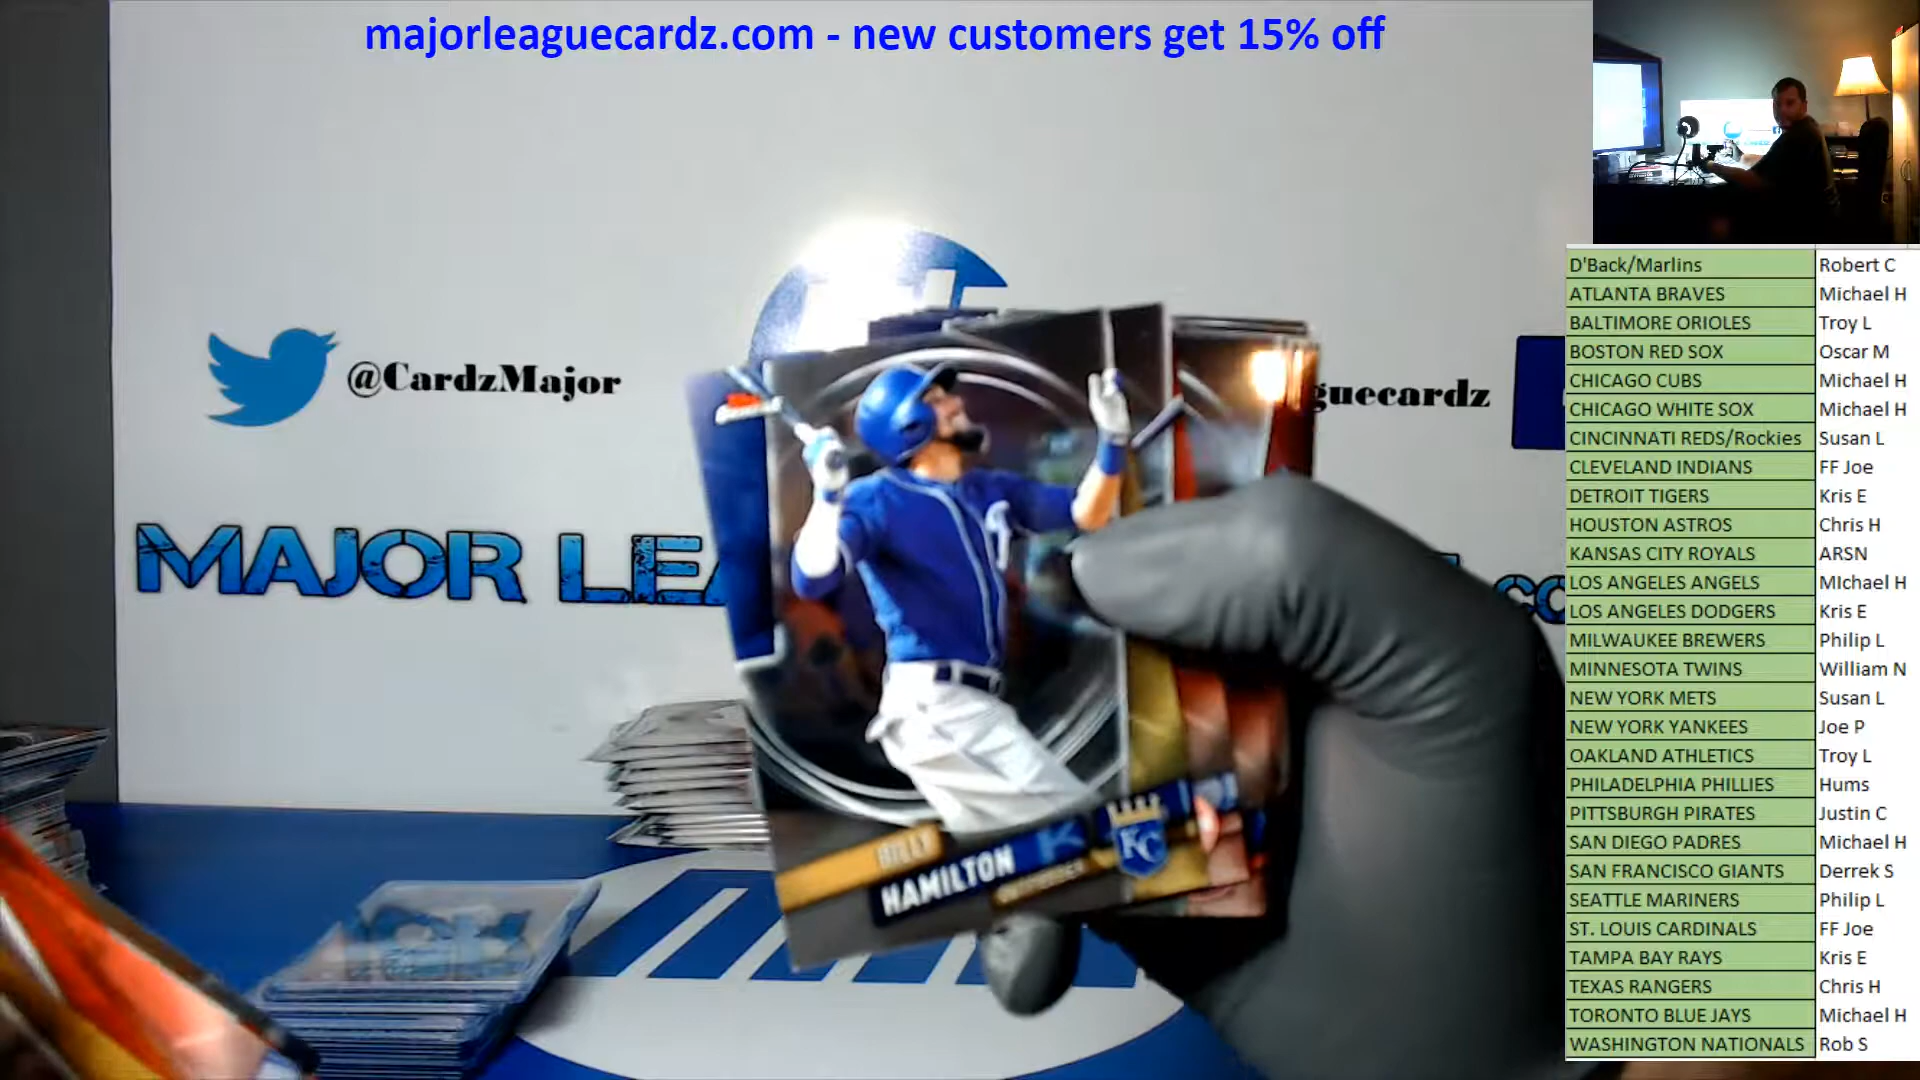 majorleaguecardz.com - new customers get 15% off
@CardzMajor
guecardz
MAJOR LEA
.co
BILLY
HAMILTON
OUTFIELDER
KC
D'Back/Marlins Robert C
ATLANTA BRAVES Michael H
BALTIMORE ORIOLES Troy L
BOSTON RED SOX Oscar M
CHICAGO CUBS Michael H
CHICAGO WHITE SOX Michael H
CINCINNATI REDS/Rockies Susan L
CLEVELAND INDIANS FF Joe
DETROIT TIGERS Kris E
HOUSTON ASTROS Chris H
KANSAS CITY ROYALS ARSN
LOS ANGELES ANGELS MIchael H
LOS ANGELES DODGERS Kris E
MILWAUKEE BREWERS Philip L
MINNESOTA TWINS William N
NEW YORK METS Susan L
NEW YORK YANKEES Joe P
OAKLAND ATHLETICS Troy L
PHILADELPHIA PHILLIES Hums
PITTSBURGH PIRATES Justin C
SAN DIEGO PADRES Michael H
SAN FRANCISCO GIANTS Derrek S
SEATTLE MARINERS Philip L
ST. LOUIS CARDINALS FF Joe
TAMPA BAY RAYS Kris E
TEXAS RANGERS Chris H
TORONTO BLUE JAYS Michael H
WASHINGTON NATIONALS Rob S